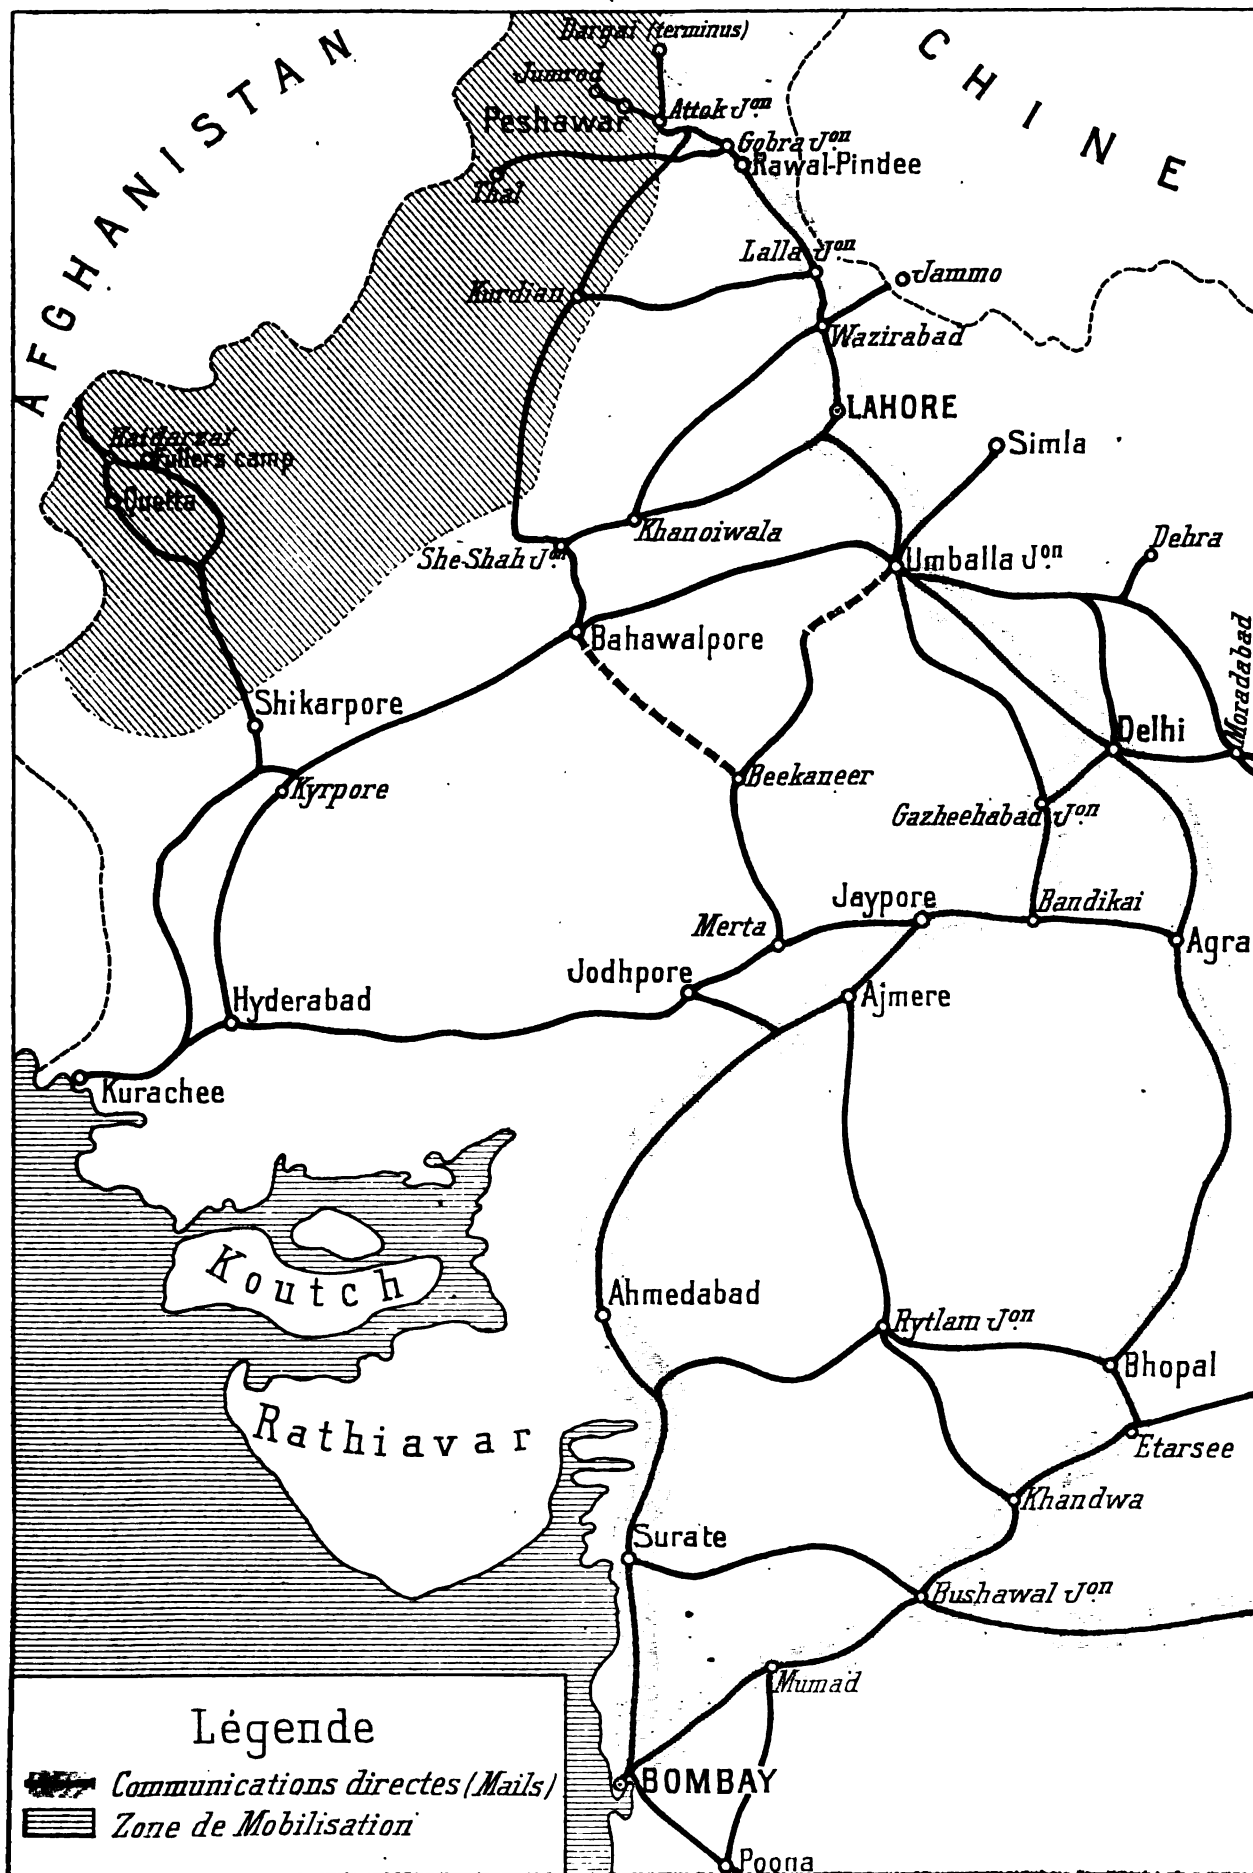 AFGHANISTAN
CHINE
Dargai (terminus)
Jumrod
Peshawar
Attok Jon.
Gobra Jon
Rawal-Pindee
Thal
Lalla Jon
Jammo
Kurdian
Wazirabad
LAHORE
Simla
Haidarzai
Fullers camp
Quetta
Khanoiwala
She-Shah Jon.
Umballa Jon.
Dehra
Bahawalpore
Moradabad
Shikarpore
Delhi
Kyrpore
Beekaneer
Gazheehabad Jon.
Jaypore
Bandikai
Merta
Agra
Jodhpore
Ajmere
Hyderabad
Kurachee
Koutch
Ahmedabad
Rytlam Jon
Bhopal
Rathiavar
Etarsee
Khandwa
Surate
Bushawal Jon.
Mumad
Légende
Communications directes (Mails)
Zone de Mobilisation
BOMBAY
Poona